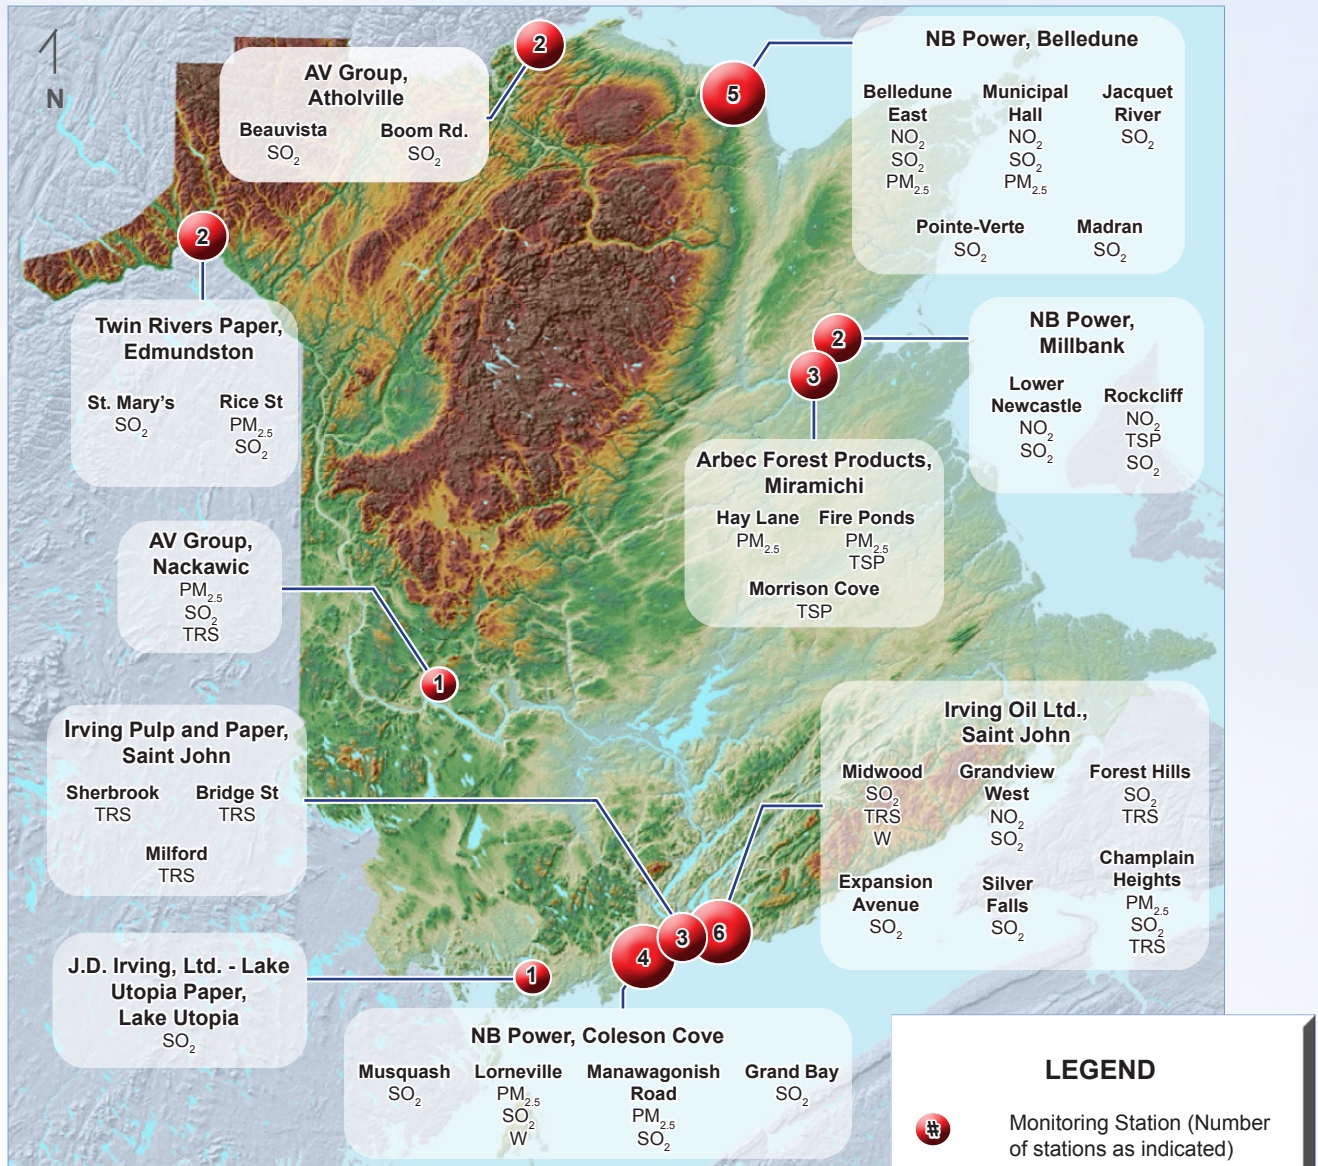 N
AV Group,
Atholville
Beauvista
SO2
Boom Rd.
SO2
2
5
NB Power, Belledune
Belledune
East
NO2
SO2
PM2.5
Municipal
Hall
NO2
SO2
PM2.5
Jacquet
River
SO2
Pointe-Verte
SO2
Madran
SO2
2
Twin Rivers Paper,
Edmundston
St. Mary's
SO2
Rice St
PM2.5
SO2
2
3
NB Power,
Millbank
Lower
Newcastle
NO2
SO2
Rockcliff
NO2
TSP
SO2
Arbec Forest Products,
Miramichi
Hay Lane
PM2.5
Fire Ponds
PM2.5
TSP
Morrison Cove
TSP
AV Group,
Nackawic
PM2.5
SO2
TRS
1
Irving Pulp and Paper,
Saint John
Sherbrook
TRS
Bridge St
TRS
Milford
TRS
Irving Oil Ltd.,
Saint John
Midwood
SO2
TRS
W
Grandview
West
NO2
SO2
Forest Hills
SO2
TRS
Expansion
Avenue
SO2
Silver
Falls
SO2
Champlain
Heights
PM2.5
SO2
TRS
4
3
6
1
J.D. Irving, Ltd. - Lake
Utopia Paper,
Lake Utopia
SO2
NB Power, Coleson Cove
Musquash
SO2
Lorneville
PM2.5
SO2
W
Manawagonish
Road
PM2.5
SO2
Grand Bay
SO2
LEGEND
#
Monitoring Station (Number
of stations as indicated)